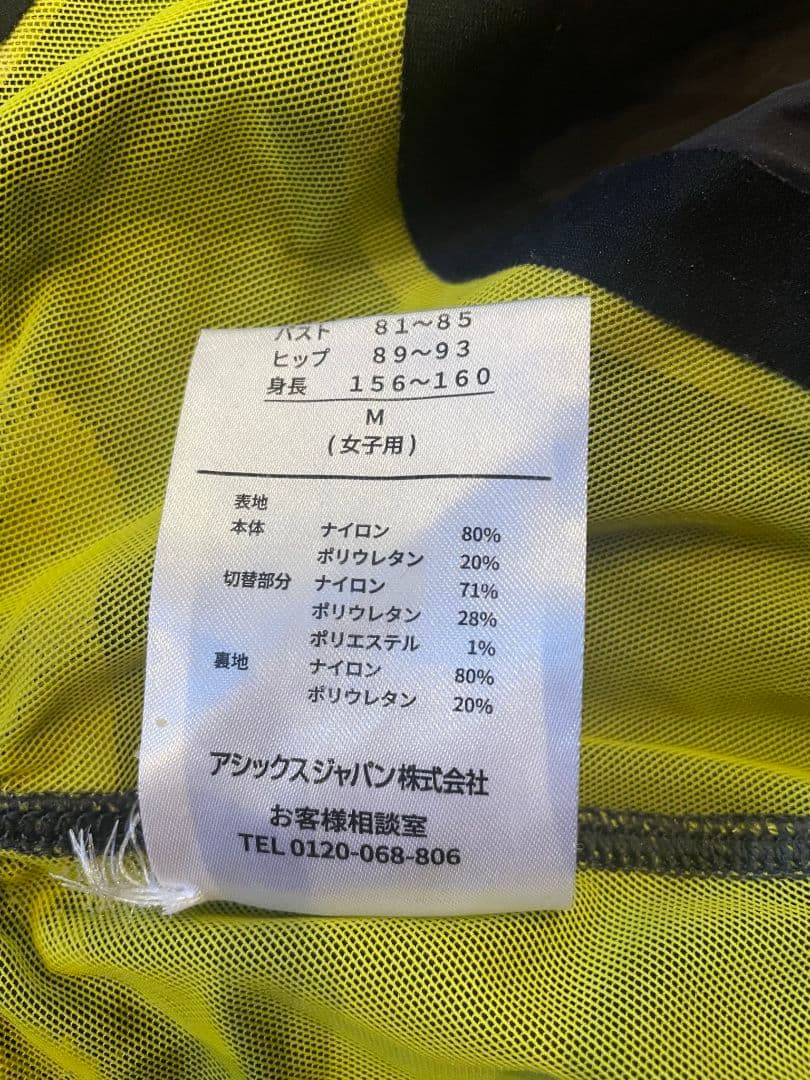 バスト 81～85
ヒップ 89～93
身長 156～160
M
(女子用)
表地
本体 ナイロン 80%
ポリウレタン 20%
切替部分 ナイロン 71%
ポリウレタン 28%
ポリエステル 1%
裏地 ナイロン 80%
ポリウレタン 20%
アシックスジャパン株式会社
お客様相談室
TEL 0120-068-806